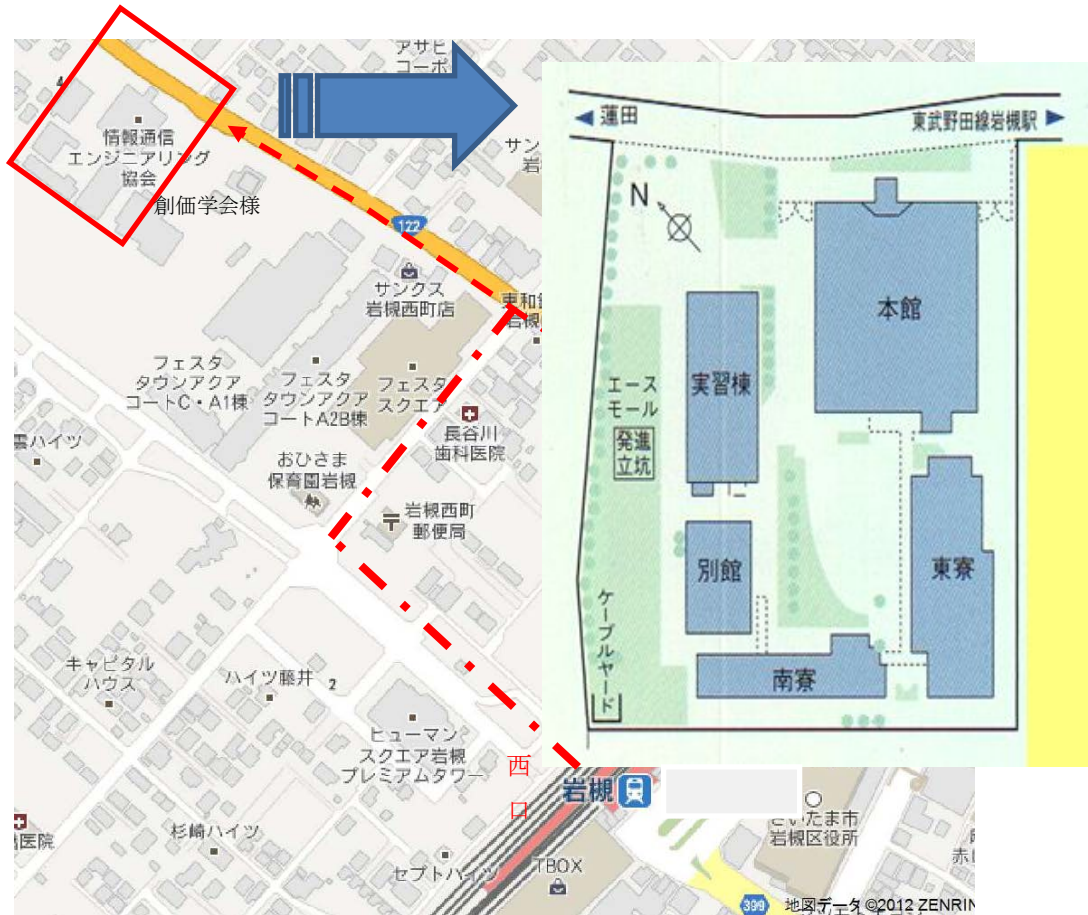 アサヒ
コーポ
4
情報通信
エンジニアリング
協会
創価学会様
サン
岩
122
サンクス
岩槻西町店
東和
岩槻
フェスタ
タウンアクア
コートC・A1棟
フェスタ
タウンアクア
コートA2B棟
フェスタ
スクエア
長谷川
歯科医院
雲ハイツ
おひさま
保育園岩槻
岩槻西町
郵便局
キャピタル
ハウス
ハイツ藤井
2
ヒューマン
スクエア岩槻
プレミアムタワー
西
口
岩槻
さいたま市
岩槻区役所
医院
杉崎ハイツ
セプトハイツ
TBOX
赤
399
地図データ ©2012 ZENRIN
蓮田
東武野田線岩槻駅
N
本館
実習棟
エース
モール
発進
立坑
別館
東寮
ケーブルヤード
南寮